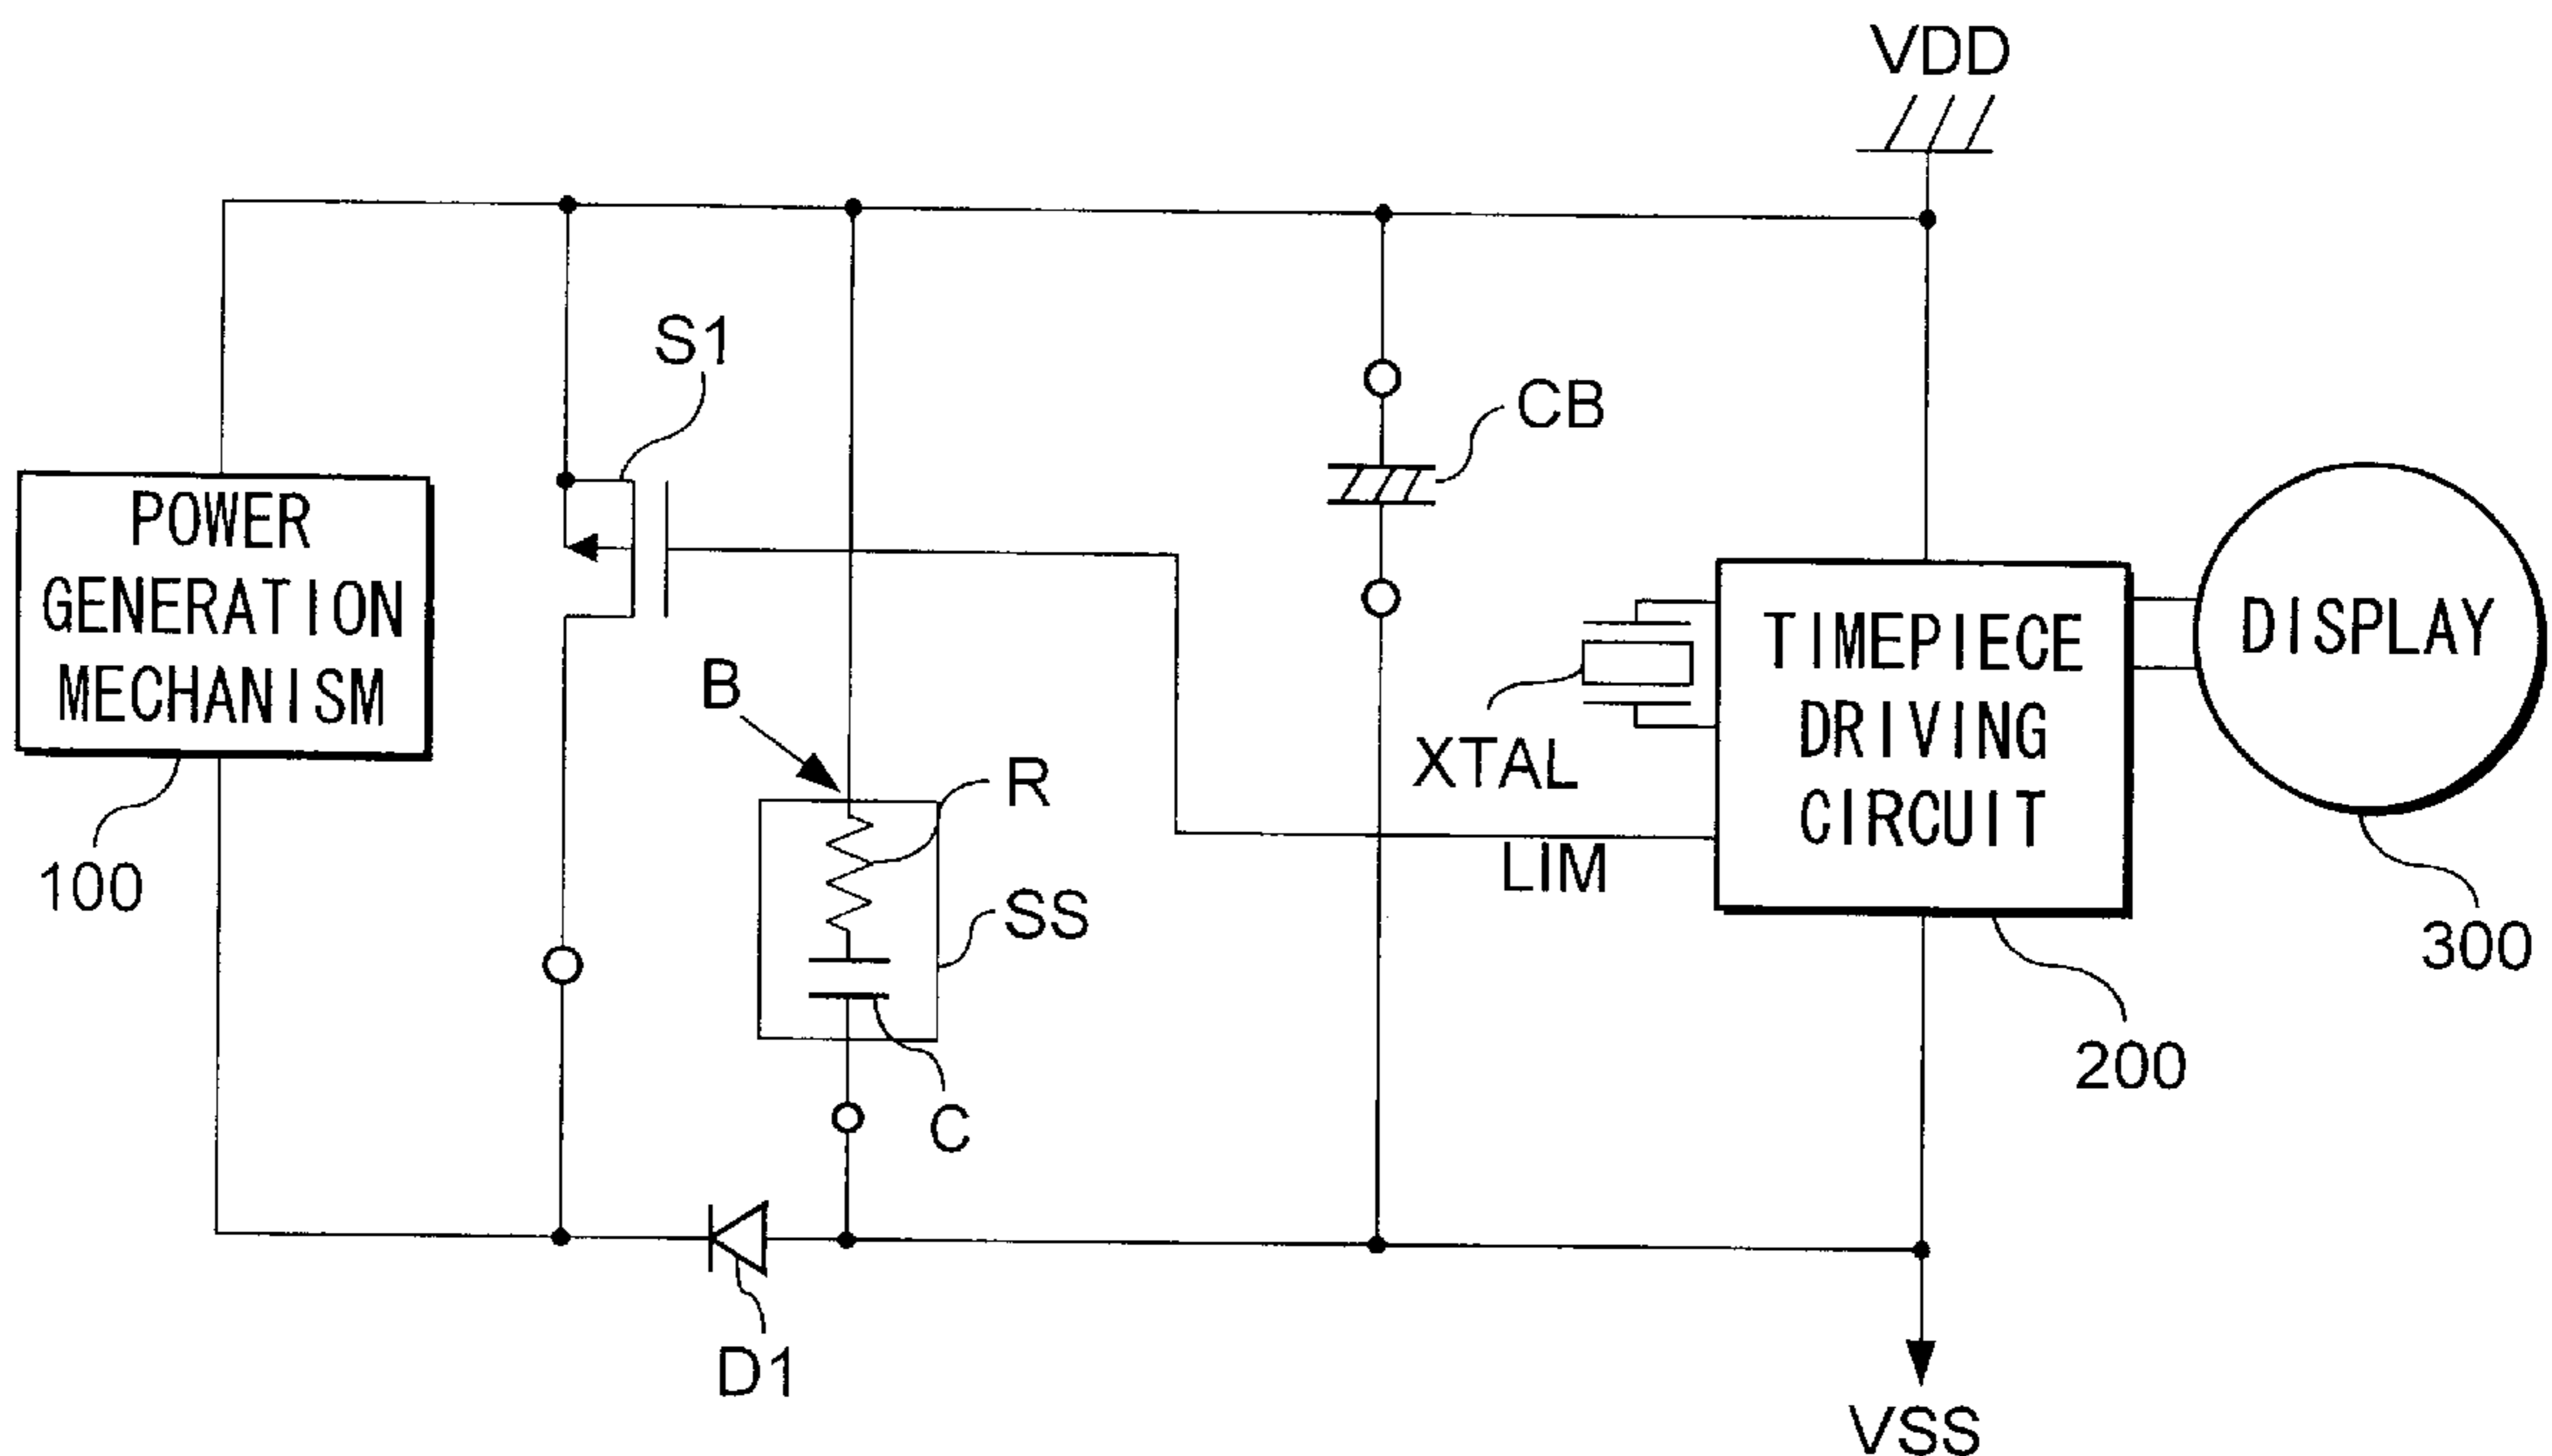 VDD
S1
CB
POWER
GENERATION
MECHANISM
100
B
R
SS
C
XTAL
LIM
TIMEPIECE
DRIVING
CIRCUIT
DISPLAY
300
200
D1
VSS